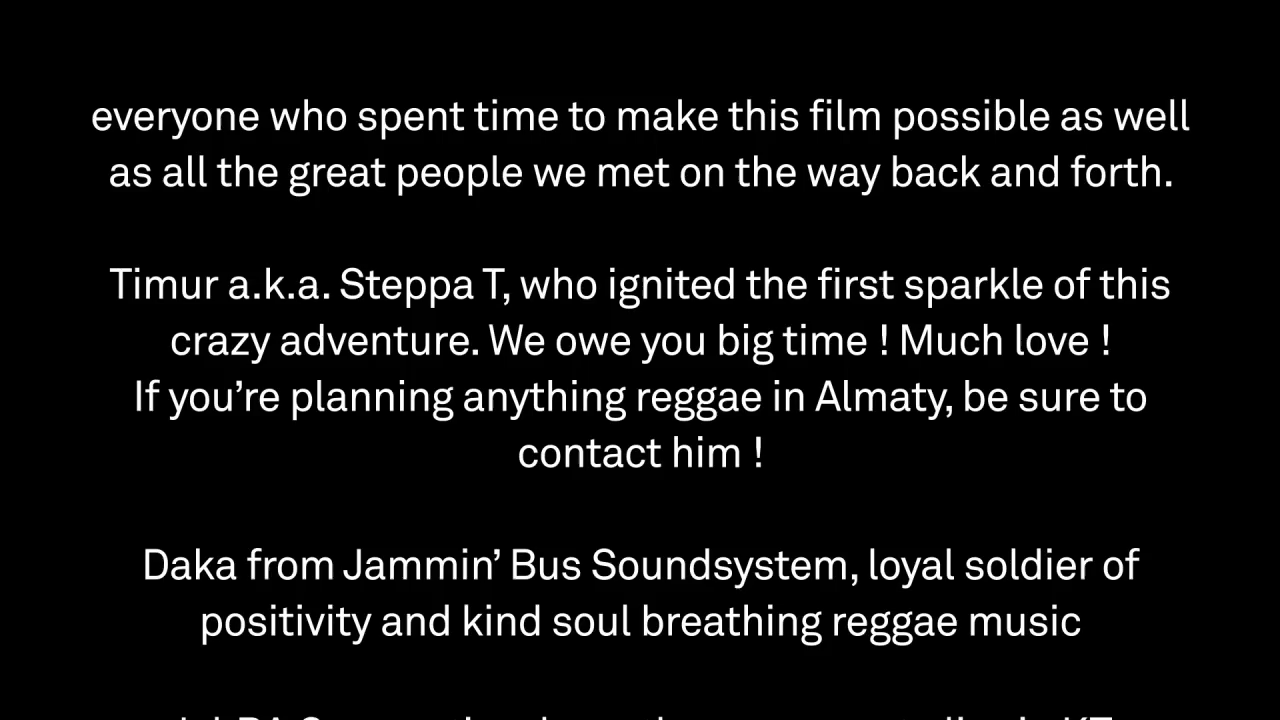 everyone who spent time to make this film possible as well
as all the great people we met on the way back and forth.
Timur a.k.a. Steppa T, who ignited the first sparkle of this
crazy adventure. We owe you big time ! Much love !
If you’re planning anything reggae in Almaty, be sure to
contact him !
Daka from Jammin’ Bus Soundsystem, loyal soldier of
positivity and kind soul breathing reggae music